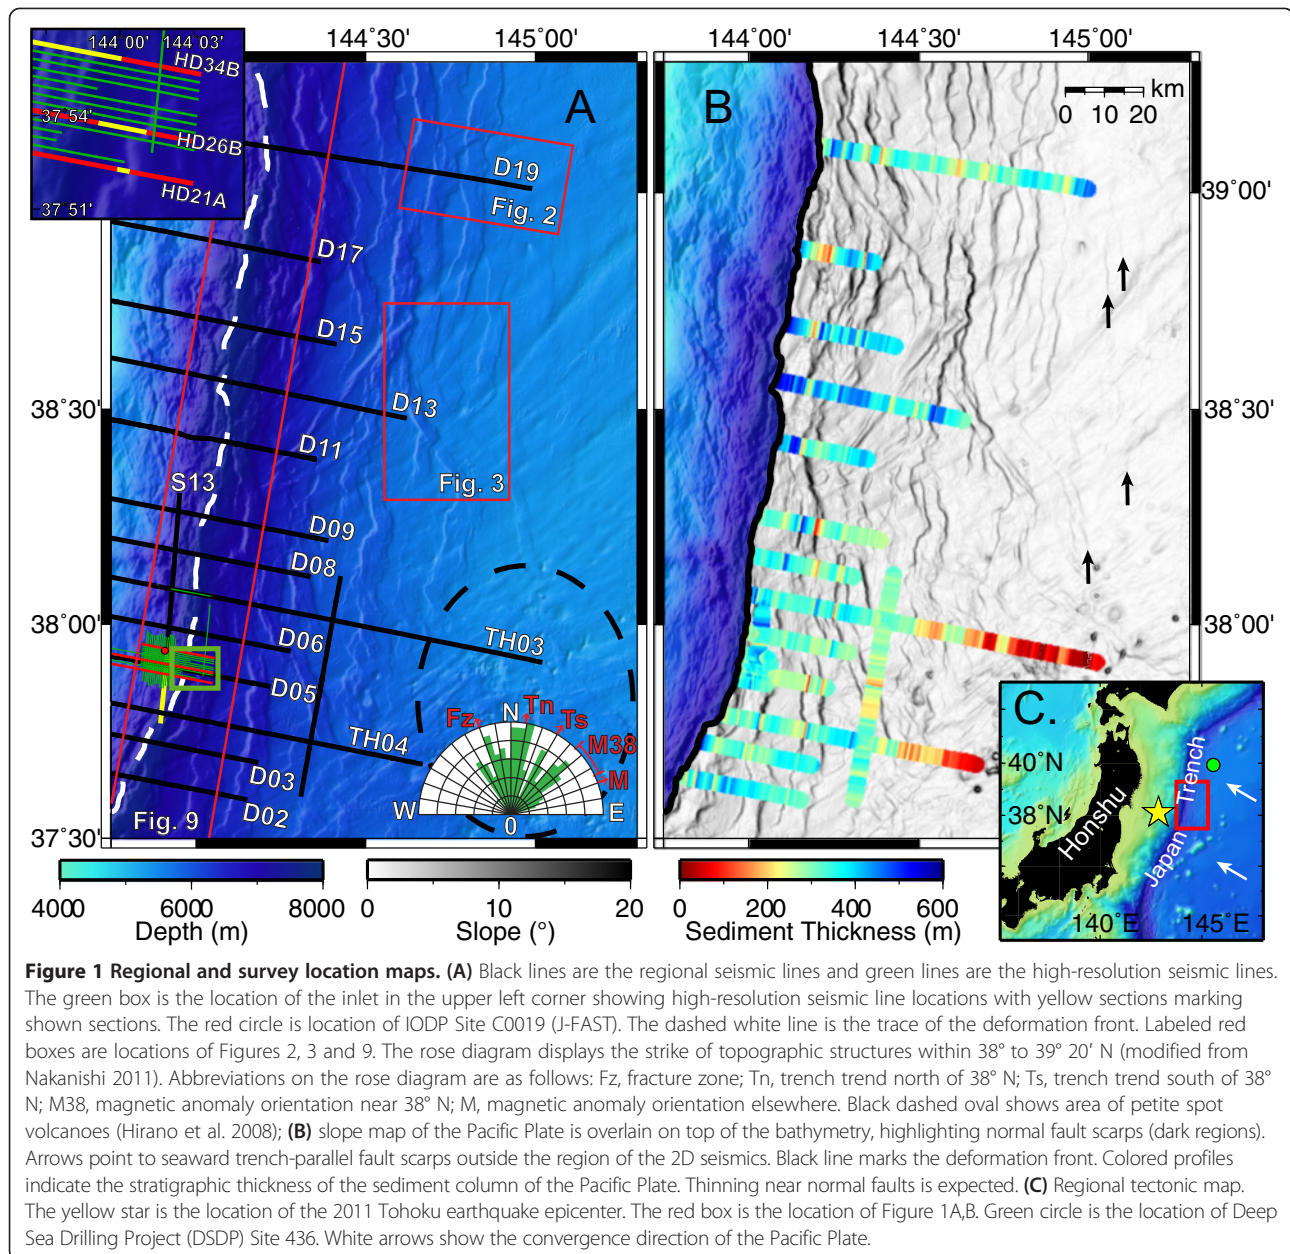 144°00' 144°03'
HD34B
37°54'
HD26B
HD21A
37°51'
144°30' 145°00'
A
D19
Fig. 2
D17
D15
D13
D11
Fig. 3
S13
D09
D08
D06
TH03
D05
TH04
D03
D02
Fig. 9
39°00'
38°30'
38°00'
37°30'
Fz N Tn Ts M38 M
W 0 E
4000 6000 8000
Depth (m)
0 10 20
Slope (°)
144°00' 144°30' 145°00'
B
km
0 10 20
39°00'
38°30'
38°00'
0 200 400 600
Sediment Thickness (m)
C.
40°N
38°N
Honshu
Japan Trench
140°E 145°E
Figure 1 Regional and survey location maps. (A) Black lines are the regional seismic lines and green lines are the high-resolution seismic lines.
The green box is the location of the inlet in the upper left corner showing high-resolution seismic line locations with yellow sections marking
shown sections. The red circle is location of IODP Site C0019 (J-FAST). The dashed white line is the trace of the deformation front. Labeled red
boxes are locations of Figures 2, 3 and 9. The rose diagram displays the strike of topographic structures within 38° to 39° 20′ N (modified from
Nakanishi 2011). Abbreviations on the rose diagram are as follows: Fz, fracture zone; Tn, trench trend north of 38° N; Ts, trench trend south of 38°
N; M38, magnetic anomaly orientation near 38° N; M, magnetic anomaly orientation elsewhere. Black dashed oval shows area of petite spot
volcanoes (Hirano et al. 2008); (B) slope map of the Pacific Plate is overlain on top of the bathymetry, highlighting normal fault scarps (dark regions).
Arrows point to seaward trench-parallel fault scarps outside the region of the 2D seismics. Black line marks the deformation front. Colored profiles
indicate the stratigraphic thickness of the sediment column of the Pacific Plate. Thinning near normal faults is expected. (C) Regional tectonic map.
The yellow star is the location of the 2011 Tohoku earthquake epicenter. The red box is the location of Figure 1A,B. Green circle is the location of Deep
Sea Drilling Project (DSDP) Site 436. White arrows show the convergence direction of the Pacific Plate.